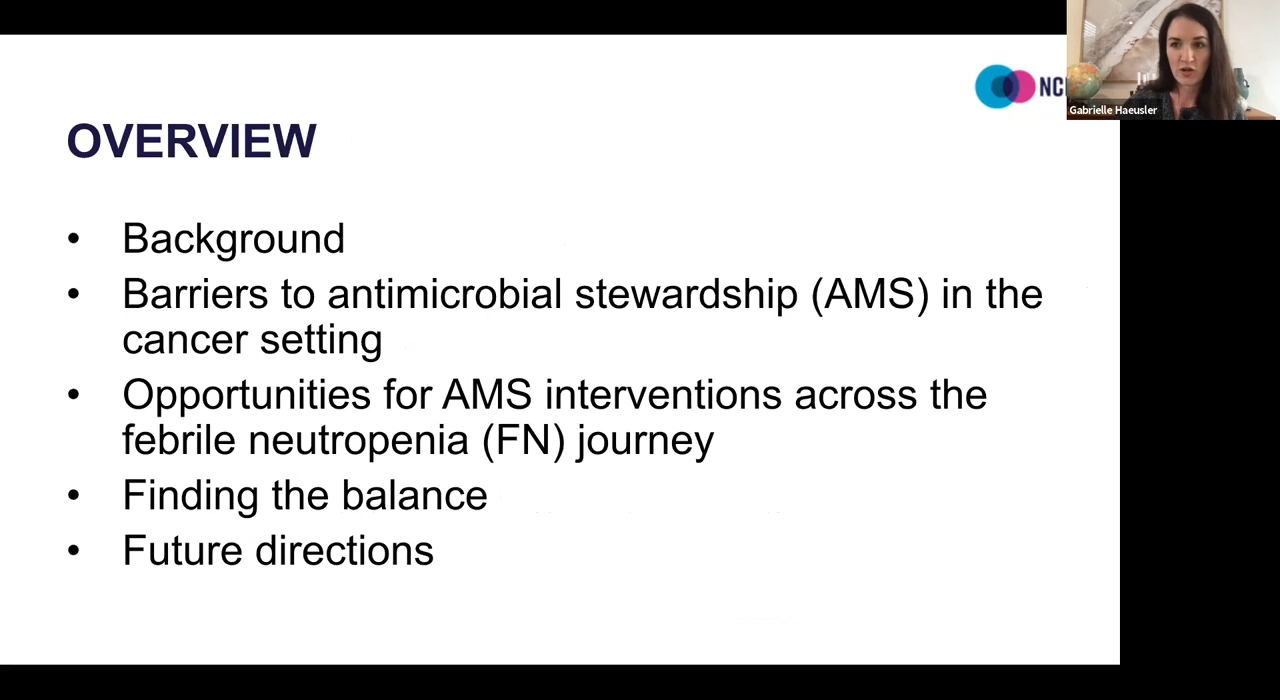 NC
Gabrielle Haeusler
OVERVIEW
• Background
• Barriers to antimicrobial stewardship (AMS) in the
cancer setting
• Opportunities for AMS interventions across the
febrile neutropenia (FN) journey
• Finding the balance
• Future directions